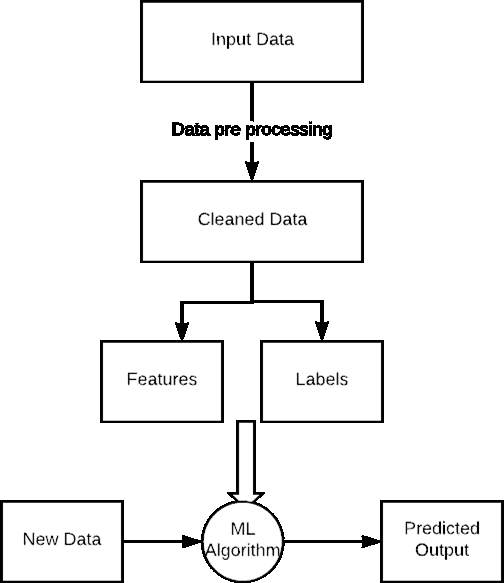 Input Data
Data pre processing
Cleaned Data
Features
Labels
New Data
ML
Algorithm
Predicted
Output